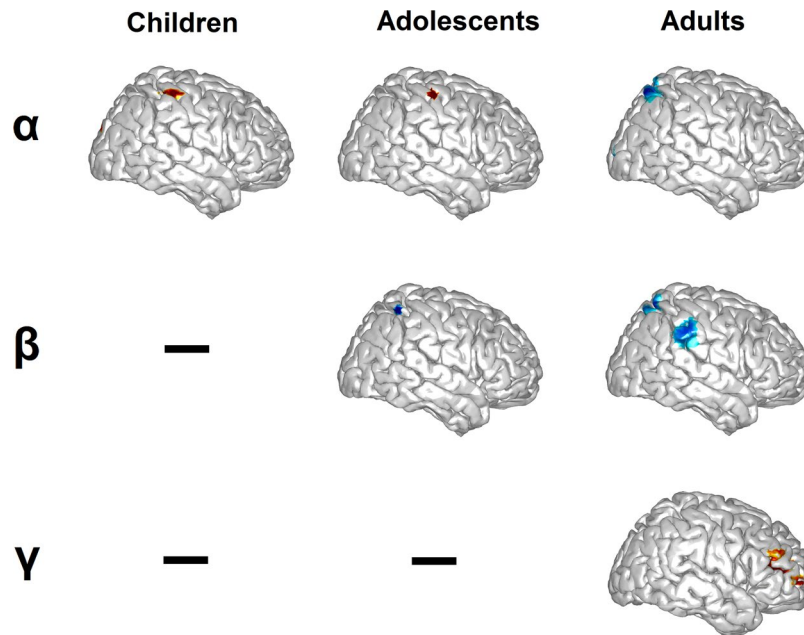 Children Adolescents Adults
α
β
γ